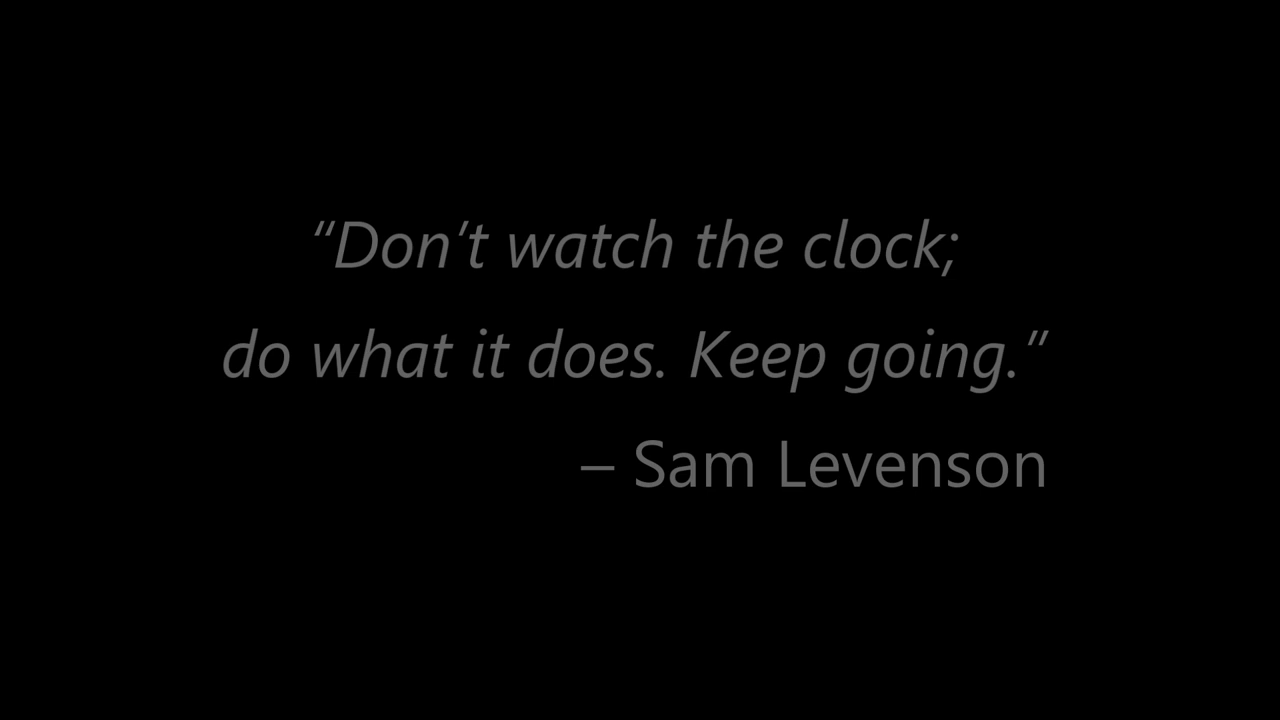 “Don’t watch the clock;
do what it does. Keep going.”
– Sam Levenson